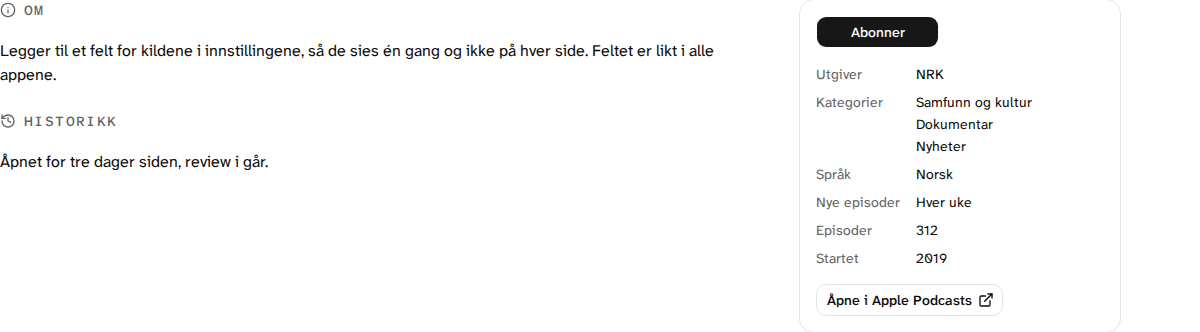 OM
Legger til et felt for kildene i innstillingene, så de sies én gang og ikke på hver side. Feltet er likt i alle
appene.
HISTORIKK
Åpnet for tre dager siden, review i går.
Abonner
Utgiver NRK
Kategorier Samfunn og kultur
Dokumentar
Nyheter
Språk Norsk
Nye episoder Hver uke
Episoder 312
Startet 2019
Åpne i Apple Podcasts